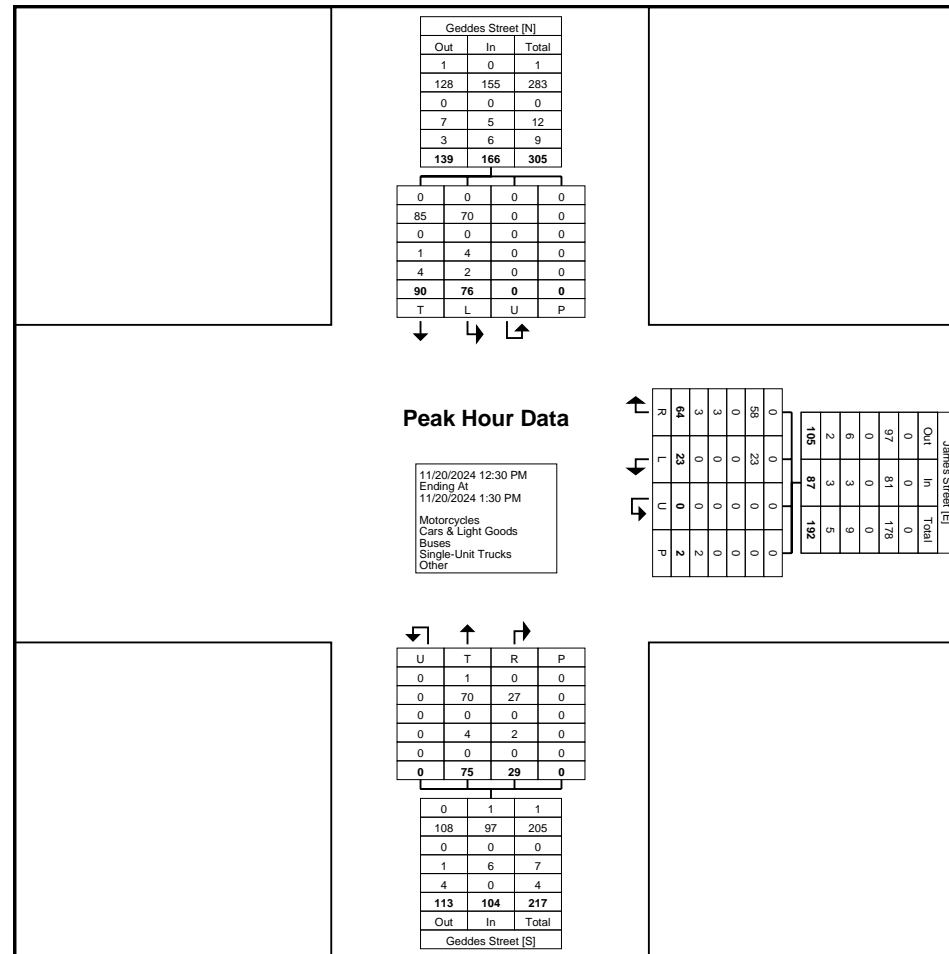 Geddes Street [N]
Out In Total
1 0 1
128 155 283
0 0 0
7 5 12
3 6 9
139 166 305
0 0 0 0
85 70 0 0
0 0 0 0
1 4 0 0
4 2 0 0
90 76 0 0
T L U P
Peak Hour Data
11/20/2024 12:30 PM
Ending At
11/20/2024 1:30 PM
Motorcycles
Cars & Light Goods
Buses
Single-Unit Trucks
Other
James Street [E]
Out In Total
0 0 0
97 81 178
0 0 0
6 3 9
2 3 5
105 87 192
0 0 0 0
58 23 0 0
0 0 0 0
3 0 0 0
3 0 0 2
64 23 0 2
R L U P
U T R P
0 1 0 0
0 70 27 0
0 0 0 0
0 4 2 0
0 0 0 0
0 75 29 0
0 1 1
108 97 205
0 0 0
1 6 7
4 0 4
113 104 217
Out In Total
Geddes Street [S]